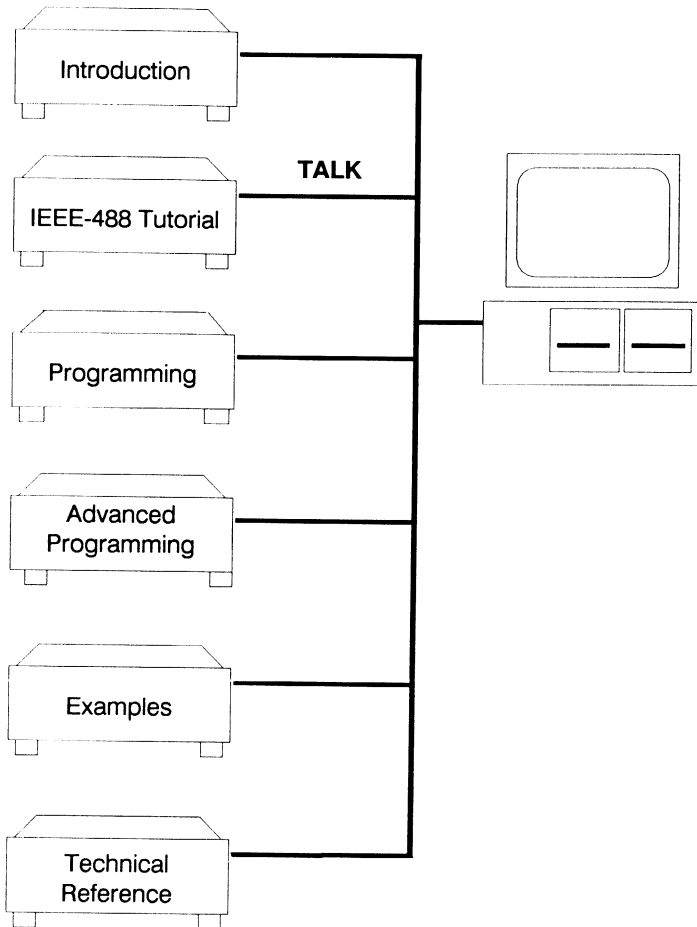 Introduction
TALK
IEEE-488 Tutorial
Programming
Advanced
Programming
Examples
Technical
Reference